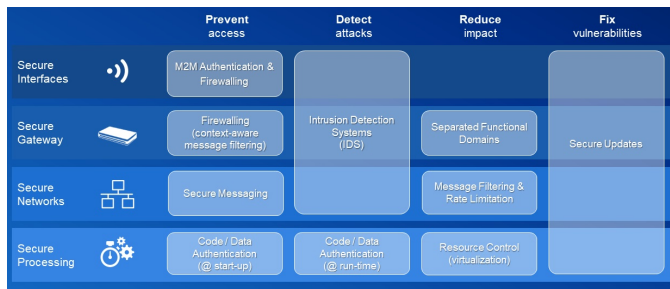 Prevent
access
Detect
attacks
Reduce
impact
Fix
vulnerabilities
Secure
Interfaces
M2M Authentication &
Firewalling
Secure
Gateway
Firewalling
(context-aware
message filtering)
Intrusion Detection
Systems
(IDS)
Separated Functional
Domains
Secure Updates
Secure
Networks
Secure Messaging
Message Filtering &
Rate Limitation
Secure
Processing
Code / Data
Authentication
(@ start-up)
Code / Data
Authentication
(@ run-time)
Resource Control
(virtualization)